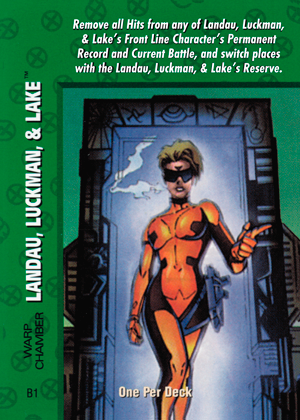 Remove all Hits from any of Landau, Luckman,
& Lake's Front Line Character's Permanent
Record and Current Battle, and switch places
with the Landau, Luckman, & Lake's Reserve.
LANDAU, LUCKMAN, & LAKE™
WARP
CHAMBER
B1
One Per Deck